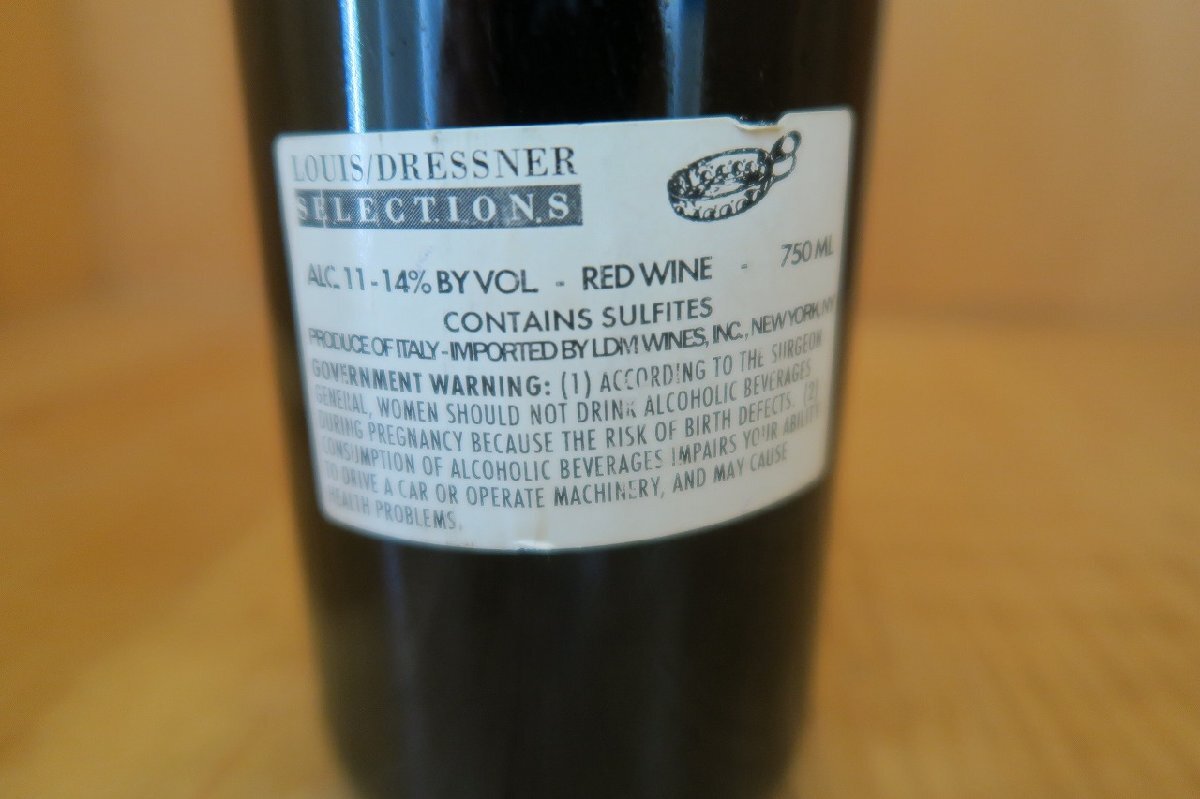 LOUIS/DRESSNER
SELECTIONS
ALC. 11-14% BY VOL - RED WINE - 750 ML
CONTAINS SULFITES
PRODUCE OF ITALY - IMPORTED BY LDM WINES, INC., NEW YORK, NY
GOVERNMENT WARNING: (1) ACCORDING TO THE SURGEON
GENERAL, WOMEN SHOULD NOT DRINK ALCOHOLIC BEVERAGES
DURING PREGNANCY BECAUSE THE RISK OF BIRTH DEFECTS. (2)
CONSUMPTION OF ALCOHOLIC BEVERAGES IMPAIRS YOUR ABILITY
TO DRIVE A CAR OR OPERATE MACHINERY, AND MAY CAUSE
HEALTH PROBLEMS.